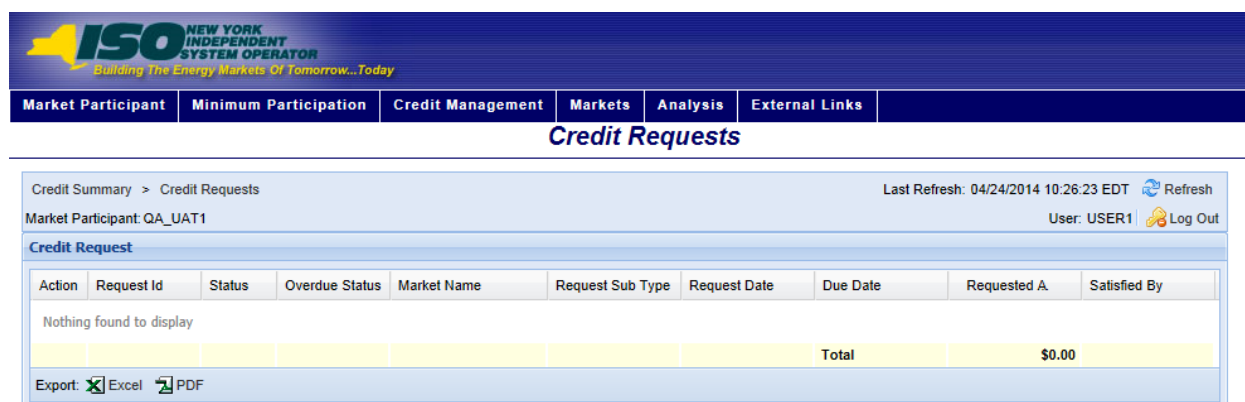 ISO NEW YORK
INDEPENDENT
SYSTEM OPERATOR
Building The Energy Markets Of Tomorrow...Today
Market Participant Minimum Participation Credit Management Markets Analysis External Links
Credit Requests
Credit Summary > Credit Requests Last Refresh: 04/24/2014 10:26:23 EDT Refresh
Market Participant: QA_UAT1 User: USER1 Log Out
Credit Request
Action Request Id Status Overdue Status Market Name Request Sub Type Request Date Due Date Requested A. Satisfied By
Nothing found to display
Total $0.00
Export: Excel PDF